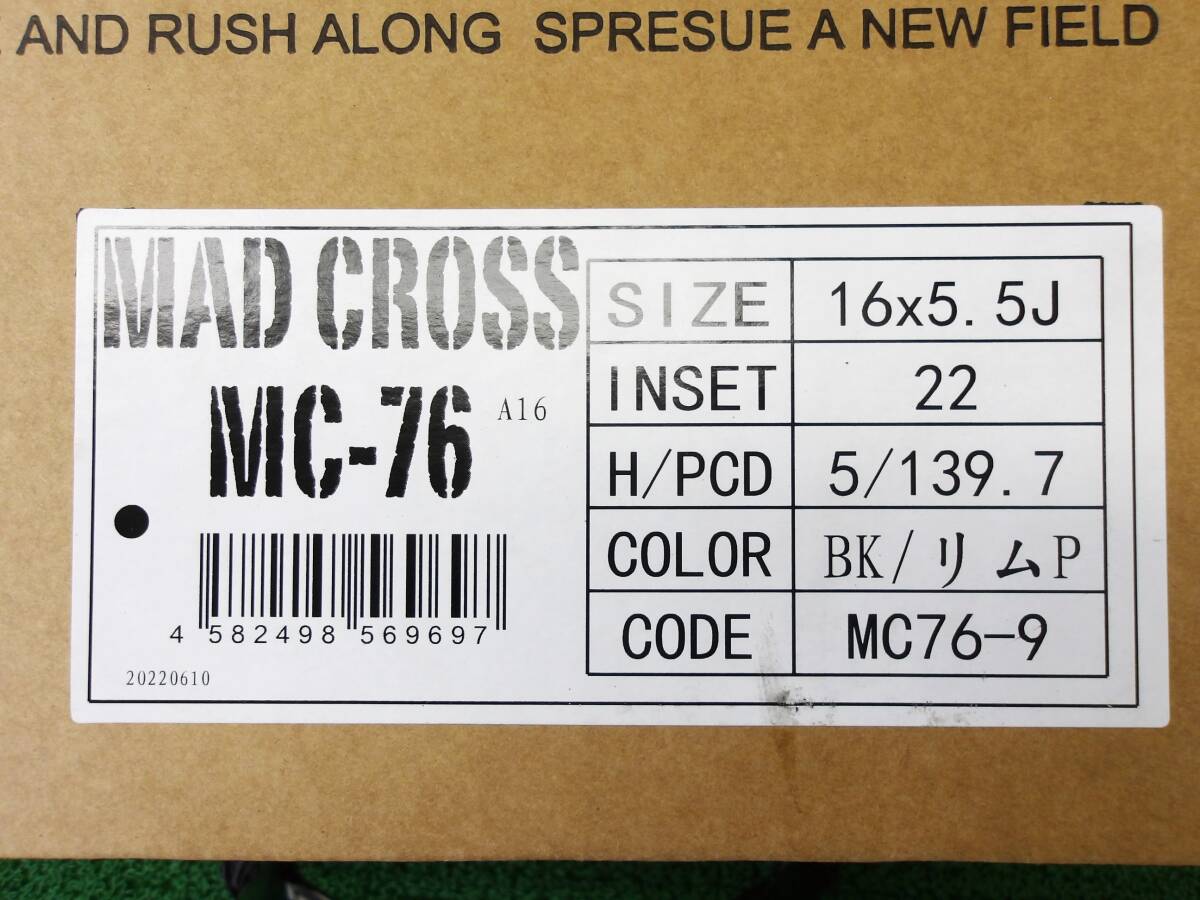 AND RUSH ALONG SPRESUE A NEW FIELD
MAD CROSS
MC-76 A16
4 582498 569697
20220610
SIZE 16x5.5J
INSET 22
H/PCD 5/139.7
COLOR BK/リムP
CODE MC76-9